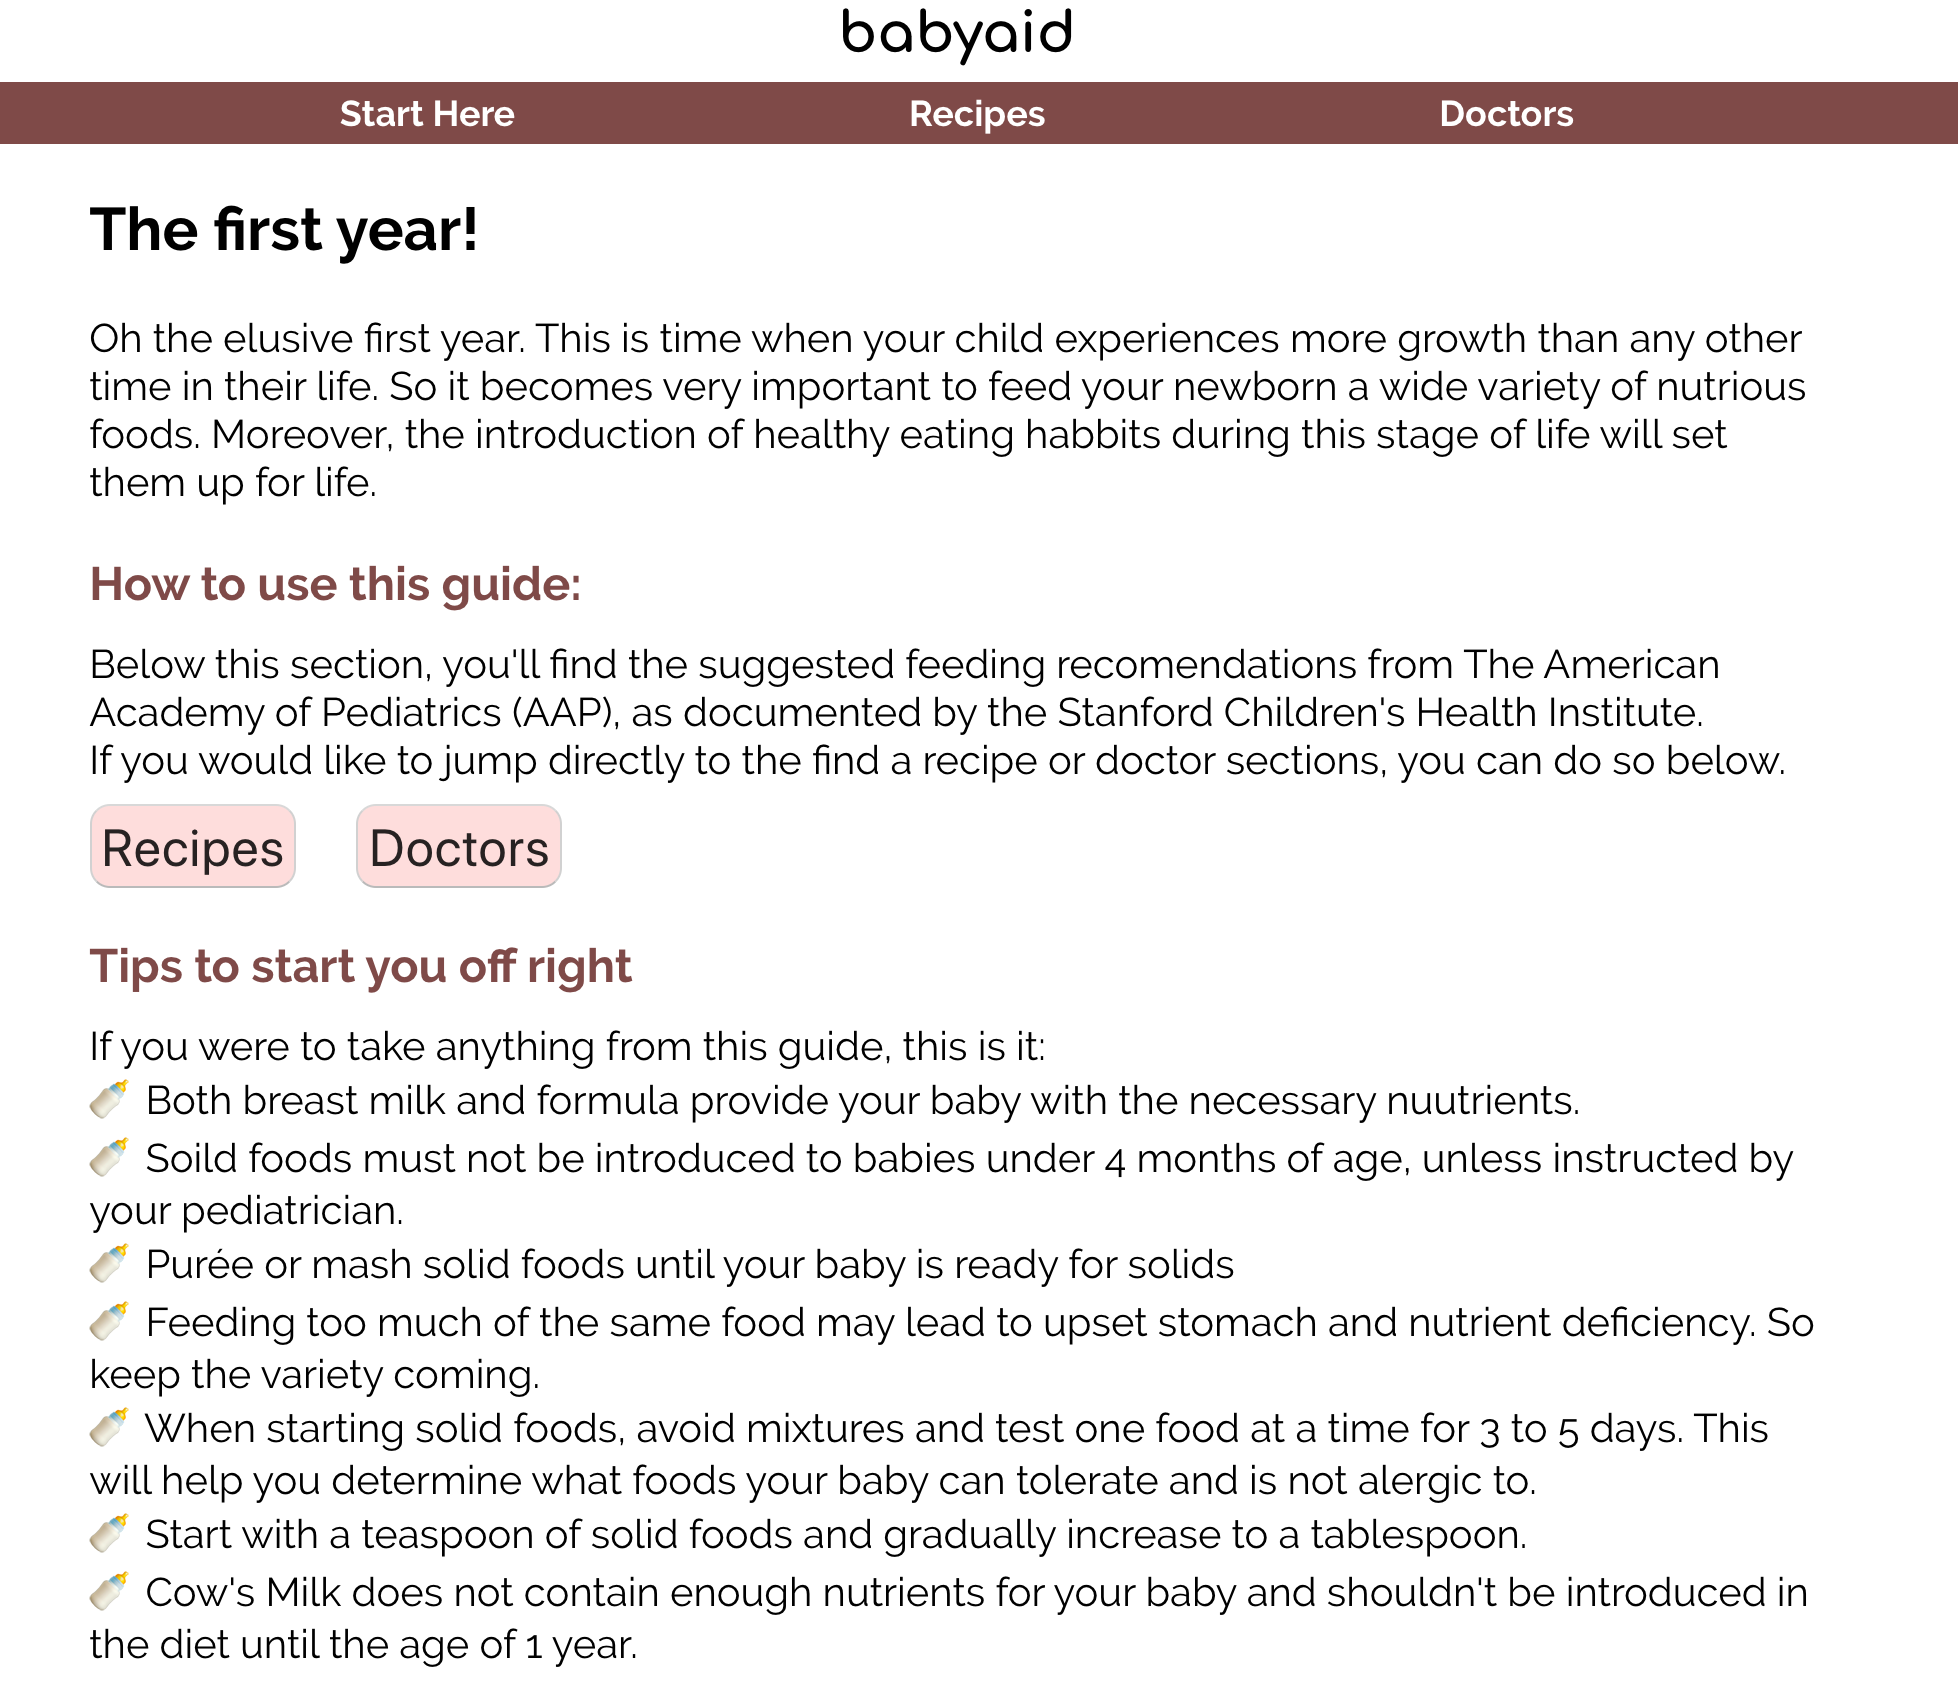 babyaid
Start Here Recipes Doctors
The first year!
Oh the elusive first year. This is time when your child experiences more growth than any other
time in their life. So it becomes very important to feed your newborn a wide variety of nutrious
foods. Moreover, the introduction of healthy eating habbits during this stage of life will set
them up for life.
How to use this guide:
Below this section, you'll find the suggested feeding recomendations from The American
Academy of Pediatrics (AAP), as documented by the Stanford Children's Health Institute.
If you would like to jump directly to the find a recipe or doctor sections, you can do so below.
Recipes Doctors
Tips to start you off right
If you were to take anything from this guide, this is it:
🍼 Both breast milk and formula provide your baby with the necessary nuutrients.
🍼 Soild foods must not be introduced to babies under 4 months of age, unless instructed by
your pediatrician.
🍼 Purée or mash solid foods until your baby is ready for solids
🍼 Feeding too much of the same food may lead to upset stomach and nutrient deficiency. So
keep the variety coming.
🍼 When starting solid foods, avoid mixtures and test one food at a time for 3 to 5 days. This
will help you determine what foods your baby can tolerate and is not alergic to.
🍼 Start with a teaspoon of solid foods and gradually increase to a tablespoon.
🍼 Cow's Milk does not contain enough nutrients for your baby and shouldn't be introduced in
the diet until the age of 1 year.